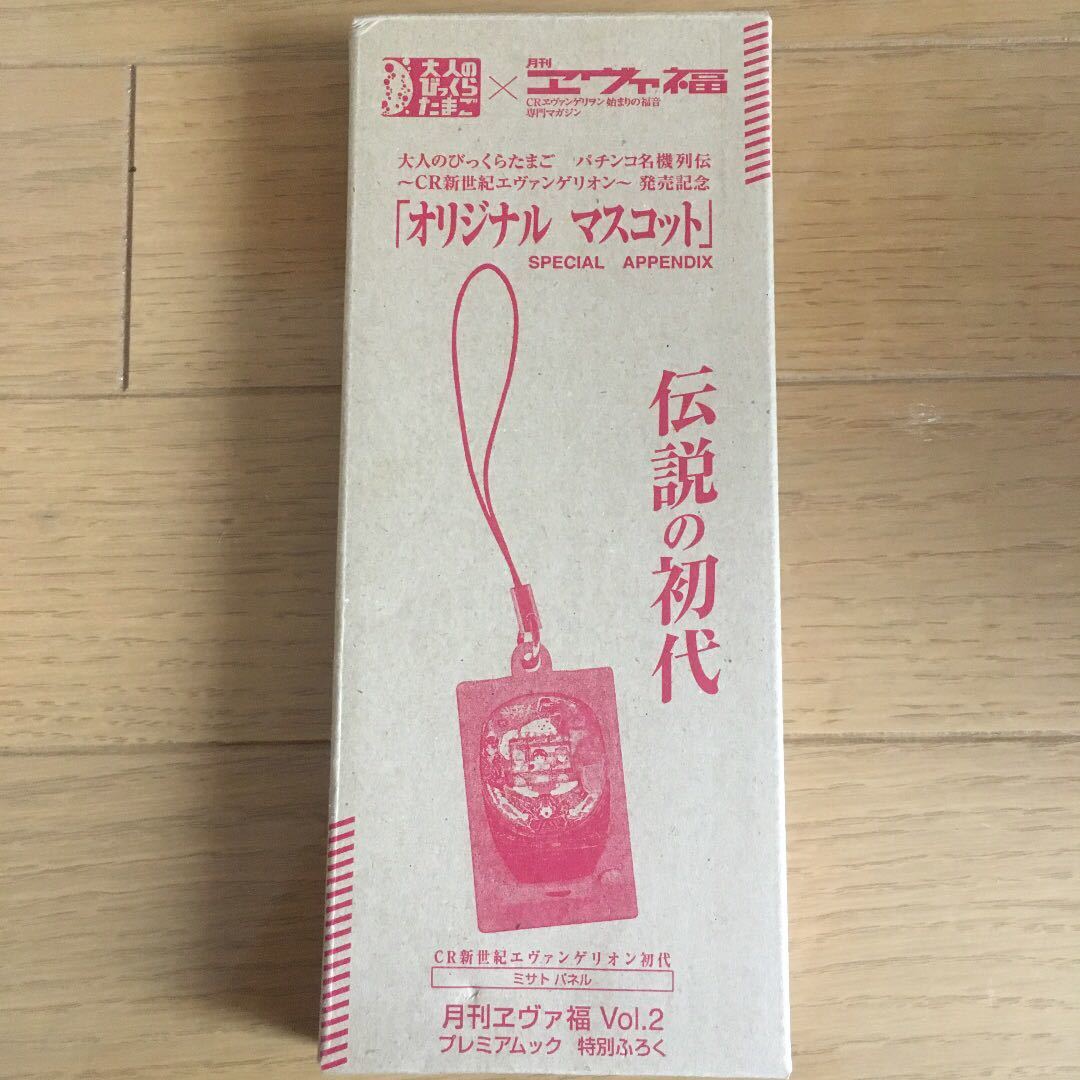 大人の
びっくら
たまご
×
月刊
ヱヴァ福
CRヱヴァンゲリヲン 始まりの福音
専門マガジン
大人のびっくらたまご　パチンコ名機列伝
～CR新世紀エヴァンゲリオン～ 発売記念
「オリジナル マスコット」
SPECIAL APPENDIX
伝説の初代
CR新世紀エヴァンゲリオン初代
ミサト パネル
月刊ヱヴァ福 Vol.2
プレミアムック 特別ふろく